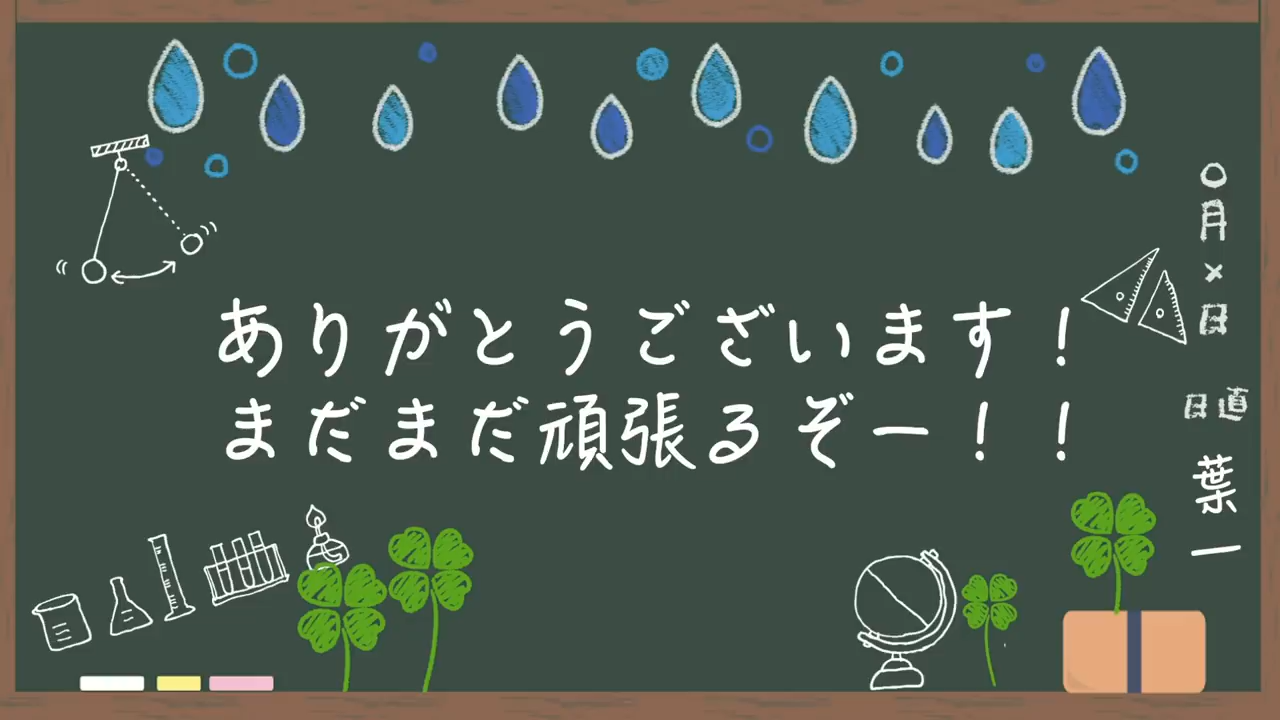 ありがとうございます！
まだまだ頑張るぞー！！
〇月×日
日直
葉一